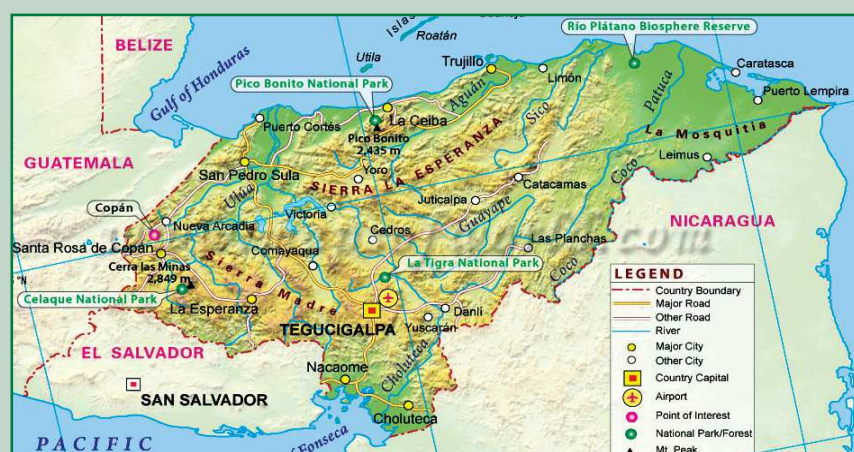 Islas
Roatán
Utila
Río Plátano Biosphere Reserve
BELIZE
Gulf of Honduras
Trujillo
Limón
Caratasca
Pico Bonito National Park
Aguán
Sico
Patuca
Puerto Lempira
Puerto Cortés
La Ceiba
Pico Bonito
2,435 m
La Mosquitia
GUATEMALA
San Pedro Sula
Yoro
SIERRA LA ESPERANZA
Coco
Leimus
Ulúa
Catacamas
Copán
Victoria
Juticalpa
Guayape
NICARAGUA
Nueva Arcadia
Cedros
Santa Rosa de Copán
Comayaqua
Las Planchas
.com
Cerra las Minas
2,849 m
Sierra Madre
La Tigra National Park
Coco
°N
Celaque National Park
La Esperanza
TEGUCIGALPA
Danlí
Yuscarán
EL SALVADOR
Nacaome
Choluteca
SAN SALVADOR
Choluteca
PACIFIC
Fonseca
LEGEND
Country Boundary
Major Road
Other Road
River
Major City
Other City
Country Capital
Airport
Point of Interest
National Park/Forest
Mt. Peak